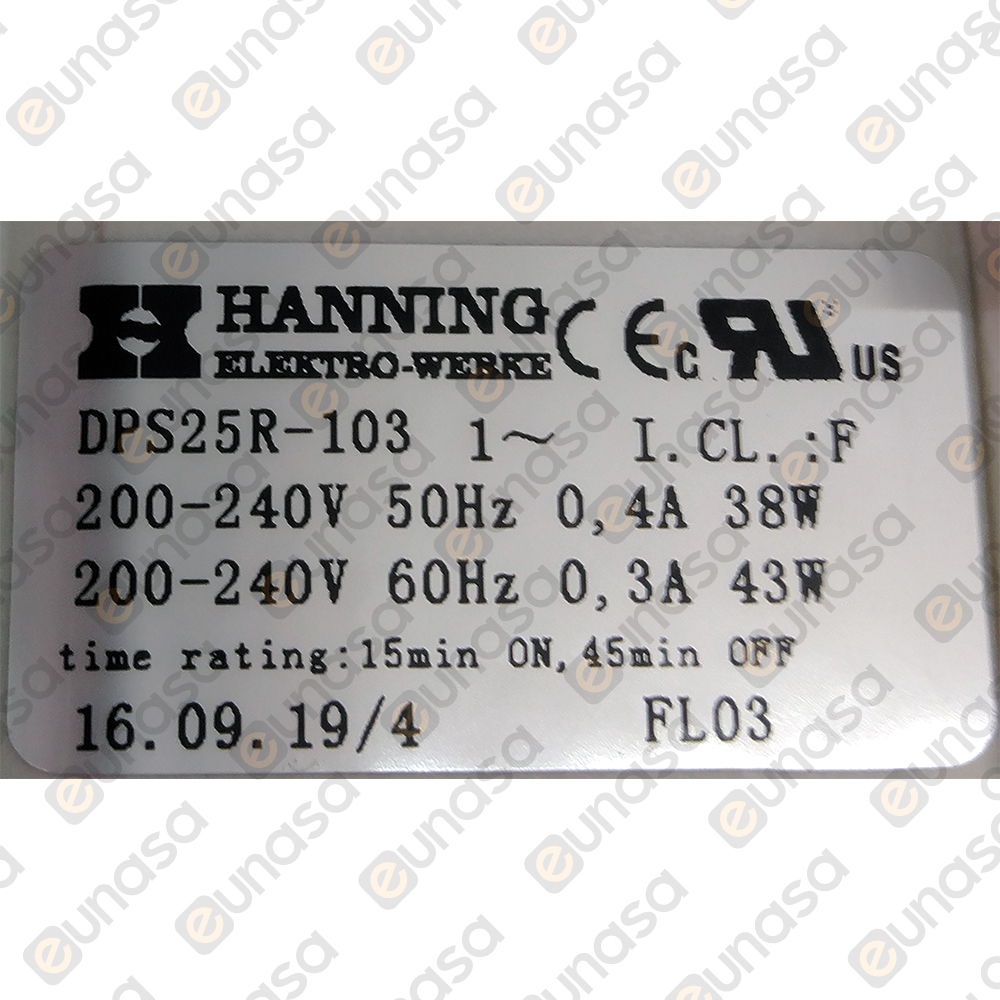 HANNING
ELEKTRO-WERKE
CE c RU US
DPS25R-103 1~ I.CL.:F
200-240V 50Hz 0,4A 38W
200-240V 60Hz 0,3A 43W
time rating:15min ON,45min OFF
16.09.19/4 FL03
eunasa